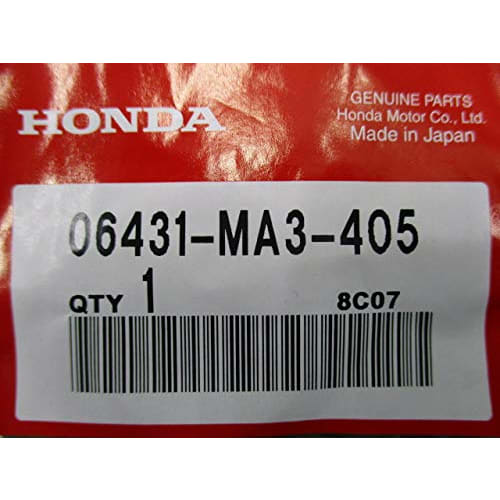 HONDA
GENUINE PARTS
Honda Motor Co., Ltd.
Made in Japan
06431-MA3-405
QTY 1 8C07